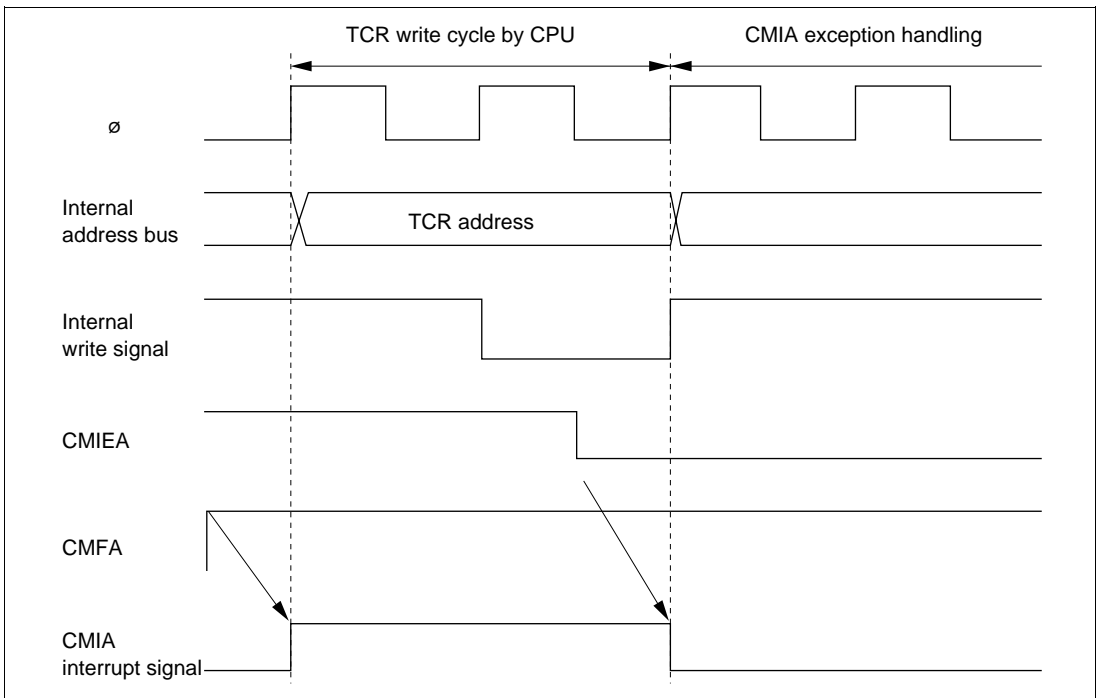 TCR write cycle by CPU
CMIA exception handling
ø
Internal
address bus
TCR address
Internal
write signal
CMIEA
CMFA
CMIA
interrupt signal